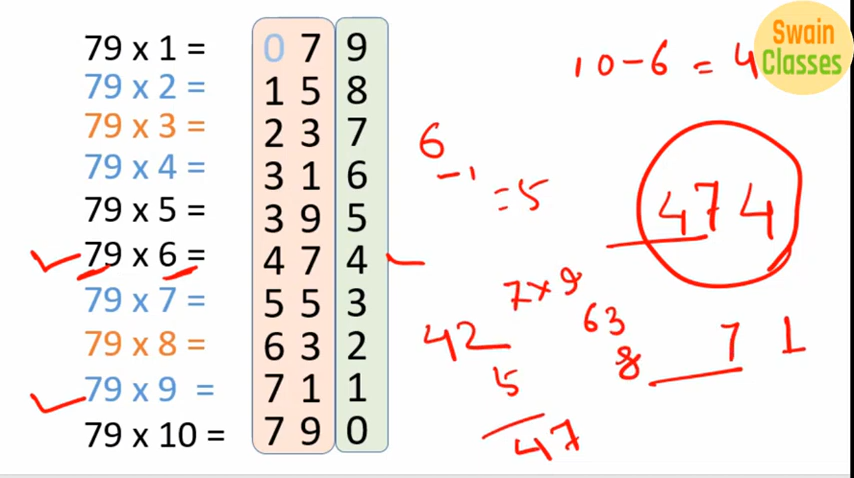 79 x 1 = 0 7 9
79 x 2 = 1 5 8
79 x 3 = 2 3 7
79 x 4 = 3 1 6
79 x 5 = 3 9 5
79 x 6 = 4 7 4
79 x 7 = 5 5 3
79 x 8 = 6 3 2
79 x 9 = 7 1 1
79 x 10 = 7 9 0
Swain
Classes
10-6 = 4
6
-1
=5
474
7x9
63
8
71
42
5
47